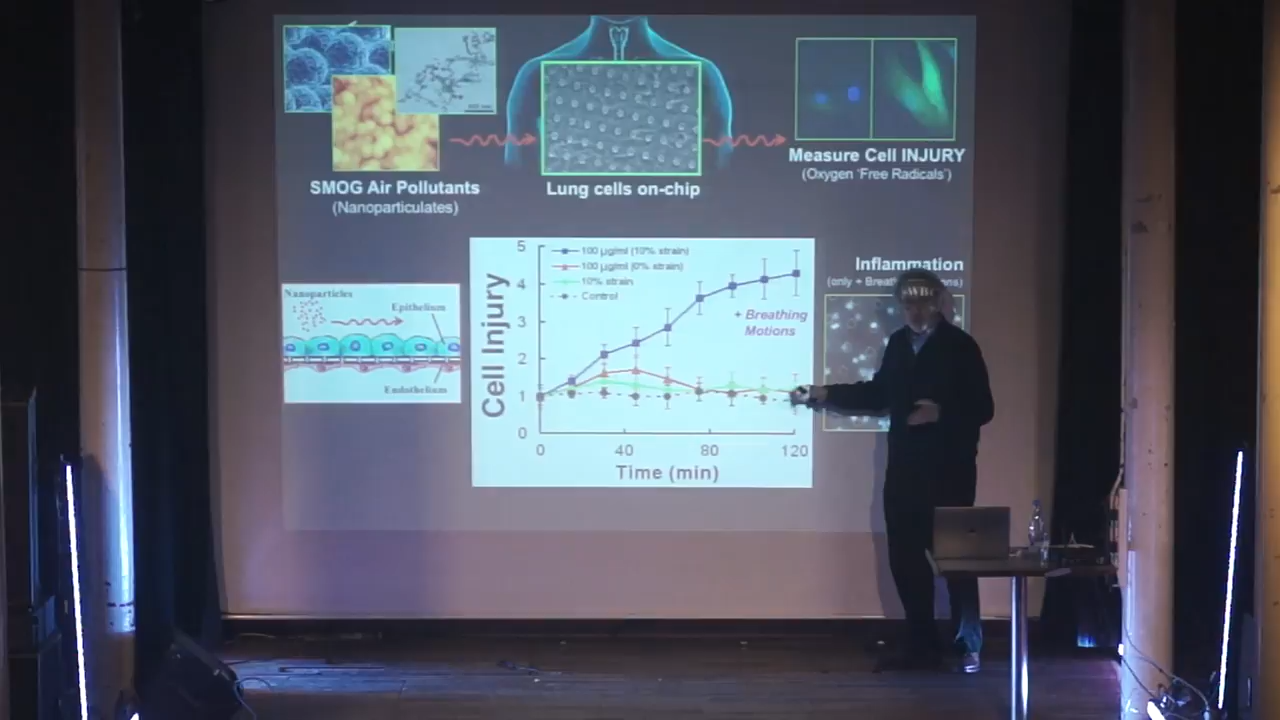 SMOG Air Pollutants
(Nanoparticulates)
Lung cells on-chip
Measure Cell INJURY
(Oxygen 'Free Radicals')
Nanoparticles
Epithelium
Endothelium
Cell Injury
5
4
3
2
1
0
100 µg/ml (10% strain)
100 µg/ml (0% strain)
10% strain
Control
+ Breathing
Motions
0
40
80
120
Time (min)
Inflammation
(only +